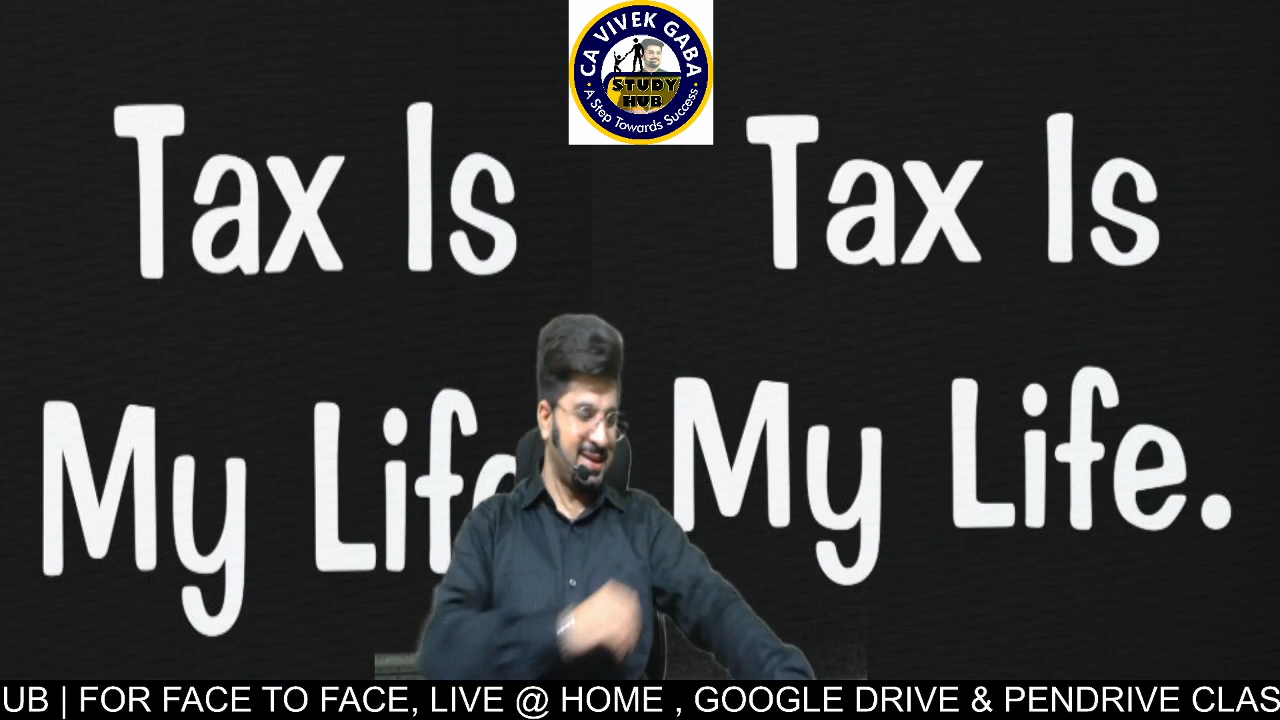 CA VIVEK GABA
STUDY
HUB
A Step Towards Success
Tax Is
My Life
Tax Is
My Life.
UB | FOR FACE TO FACE, LIVE @ HOME , GOOGLE DRIVE & PENDRIVE CLAS